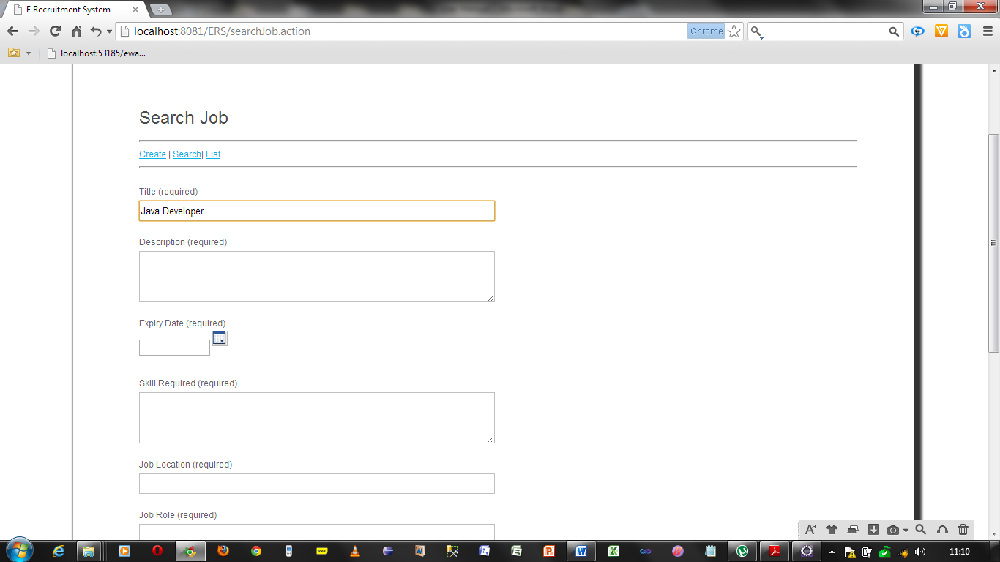 E Recruitment System
localhost:8081/ERS/searchJob.action
Chrome
localhost:53185/ewa...
Search Job
Create | Search| List
Title (required)
Java Developer
Description (required)
Expiry Date (required)
Skill Required (required)
Job Location (required)
Job Role (required)
11:10